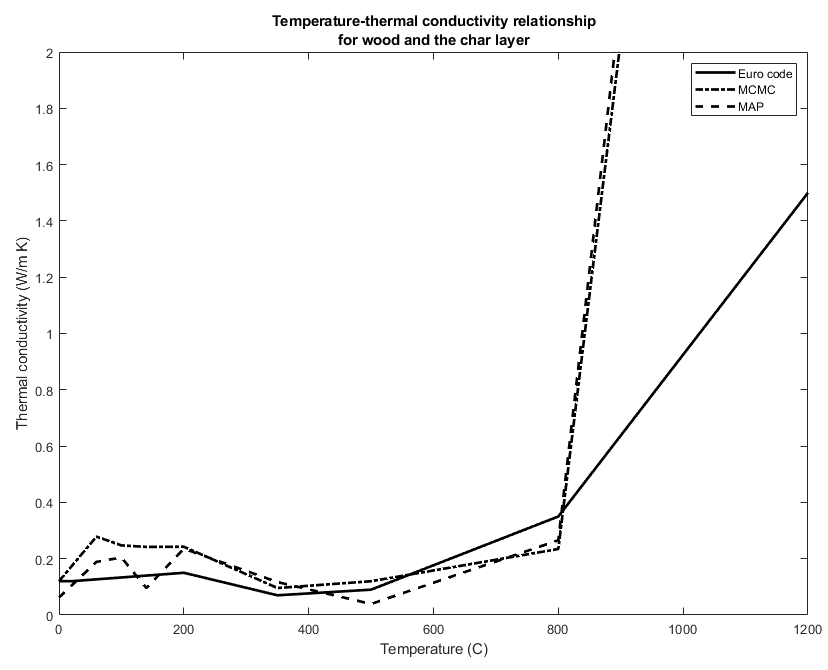 Temperature-thermal conductivity relationship
for wood and the char layer
Euro code
MCMC
MAP
Thermal conductivity (W/m K)
2
1.8
1.6
1.4
1.2
1
0.8
0.6
0.4
0.2
0
0 200 400 600 800 1000 1200
Temperature (C)